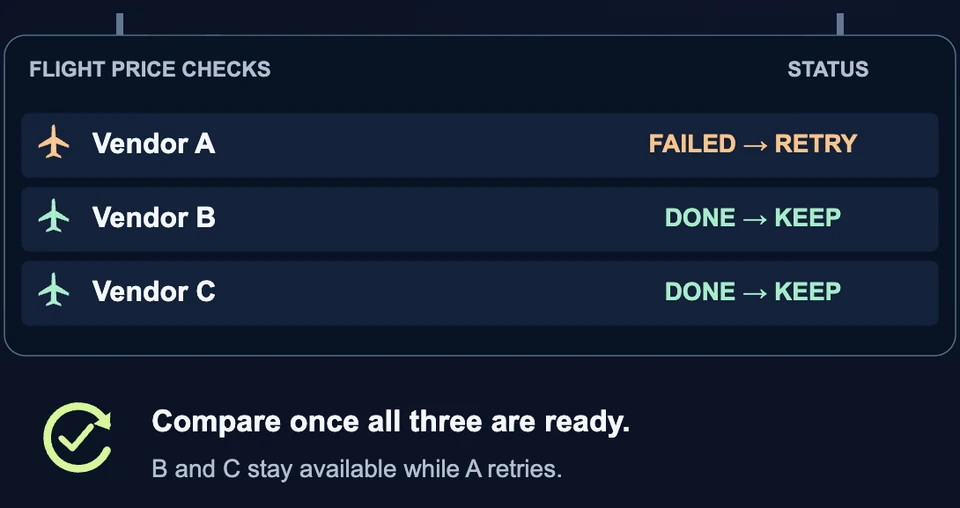 FLIGHT PRICE CHECKS STATUS
Vendor A FAILED → RETRY
Vendor B DONE → KEEP
Vendor C DONE → KEEP
Compare once all three are ready.
B and C stay available while A retries.